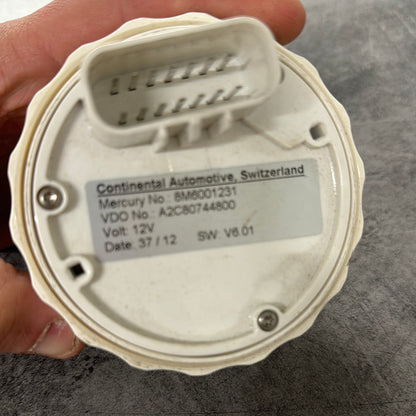 Continental Automotive, Switzerland
Mercury No : 8M6001231
VDO No.: A2C80744800
Volt: 12V
Date: 37 / 12 SW: V6.01